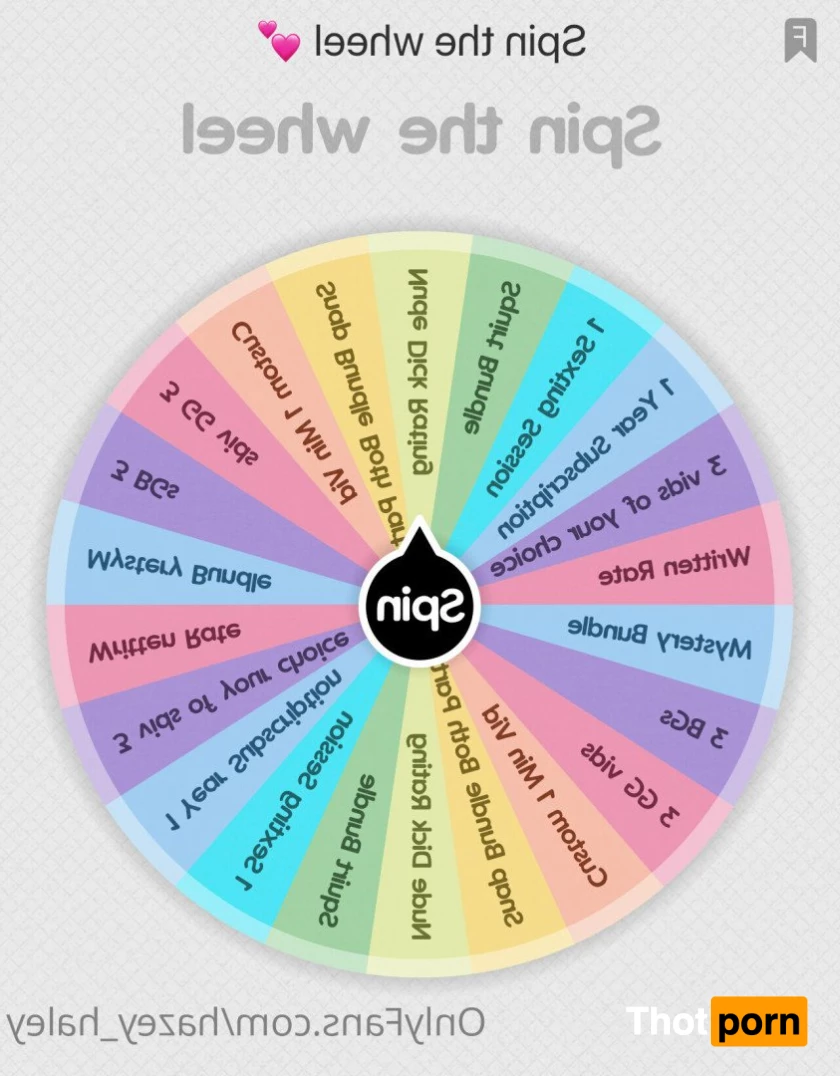 Spin the wheel 💕
F
Spin the wheel
Nude Dick Rating
Squirt Bundle
1 Sexting Session
1 Year Subscription
3 vids of your choice
Written Rate
Mystery Bundle
3 BGs
3 GG vids
Custom 1 Min Vid
Snap Bundle Both Part
Nude Dick Rating
Squirt Bundle
1 Sexting Session
1 Year Subscription
3 vids of your choice
Written Rate
Mystery Bundle
3 BGs
3 GG vids
Custom 1 Min Vid
Snap Bundle Both Part
Spin
OnlyFans.com/hazey_haley
Thotporn